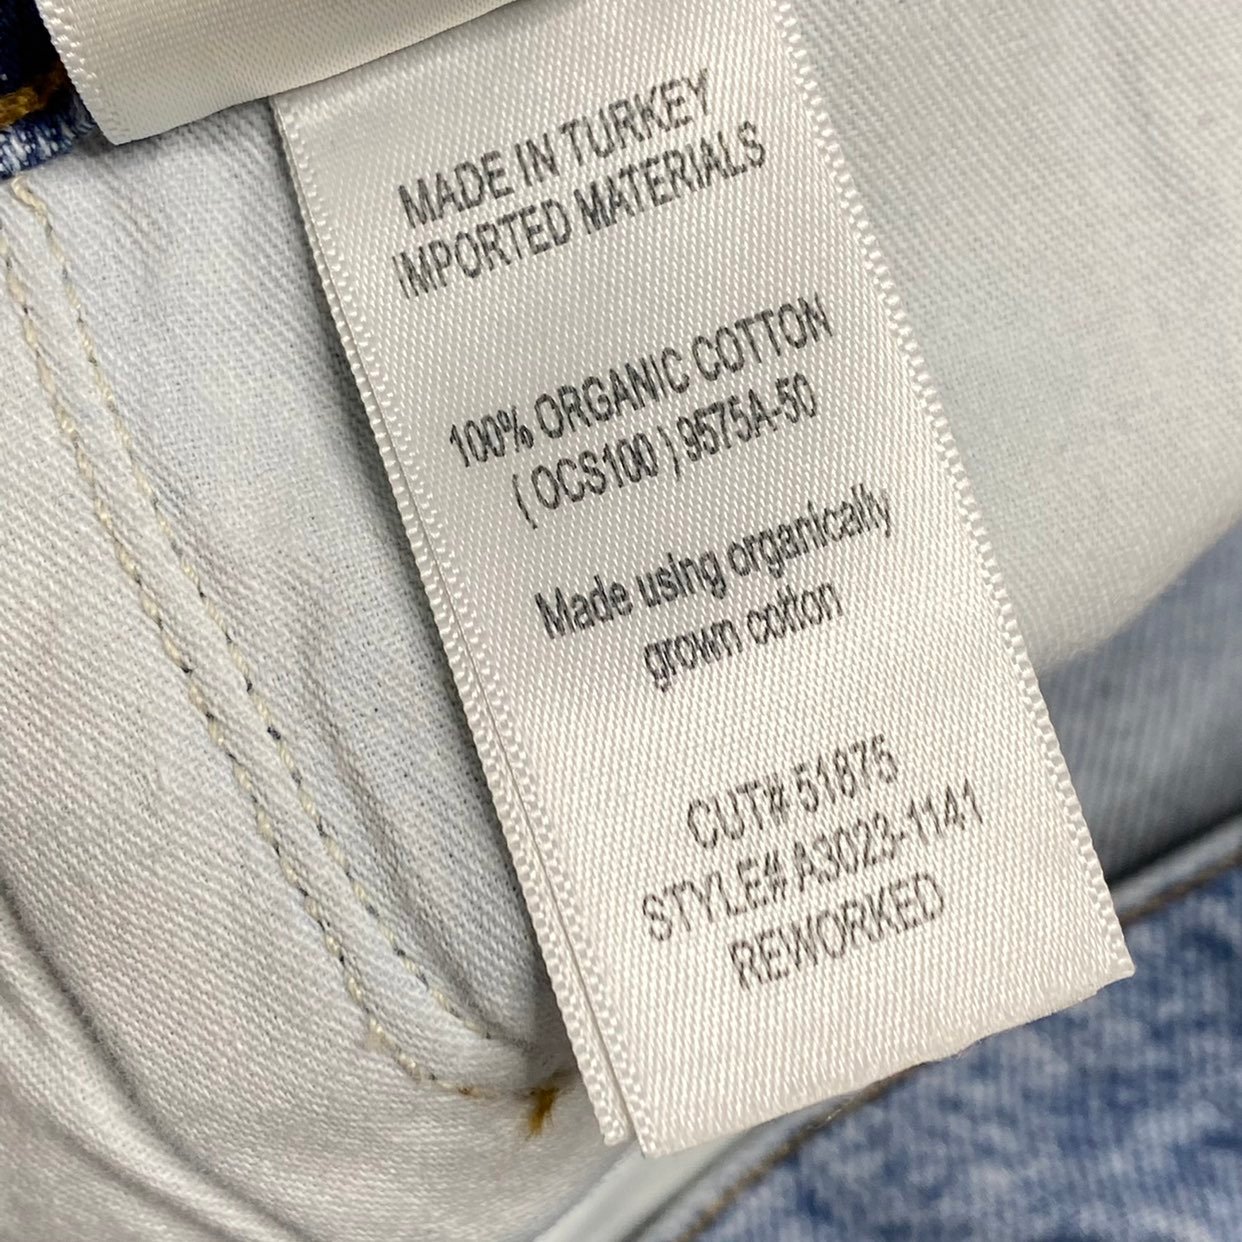 MADE IN TURKEY
IMPORTED MATERIALS
100% ORGANIC COTTON
( OCS100 ) 9575A-50
Made using organically
grown cotton
CUT# 51875
STYLE# A3023-1141
REWORKED